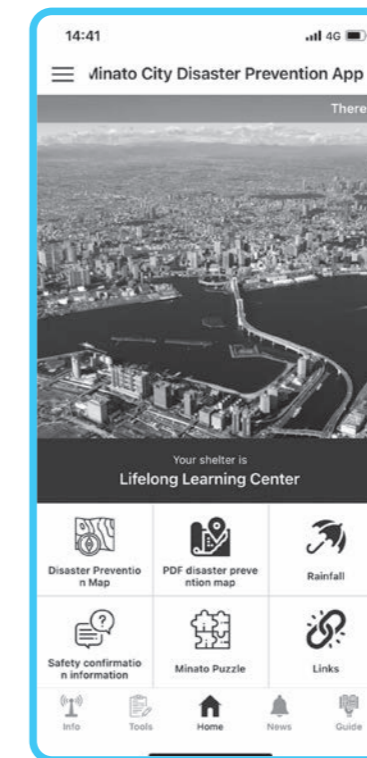 14:41
4G
Minato City Disaster Prevention App
There
Your shelter is
Lifelong Learning Center
Disaster Preventio
n Map
PDF disaster preve
ntion map
Rainfall
Safety confirmatio
n information
Minato Puzzle
Links
Info
Tools
Home
News
Guide